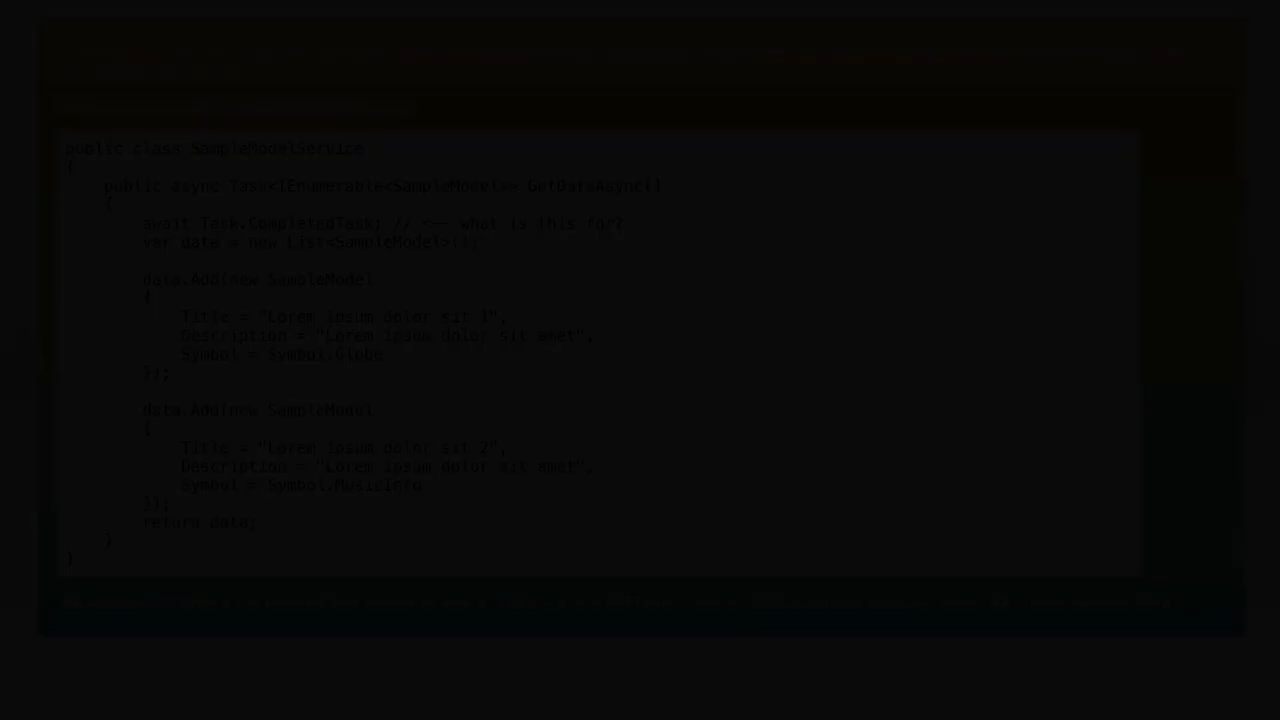 public class SampleModelService
{
    public async Task<IEnumerable<SampleModel>> GetDataAsync()
    {
        await Task.CompletedTask; // <-- what is this for?
        var data = new List<SampleModel>();
        data.Add(new SampleModel
        {
            Title = "Lorem ipsum dolor sit 1",
            Description = "Lorem ipsum dolor sit amet",
            Symbol = Symbol.Globe
        });
        data.Add(new SampleModel
        {
            Title = "Lorem ipsum dolor sit 2",
            Description = "Lorem ipsum dolor sit amet",
            Symbol = Symbol.MusicInfo
        });
        return data;
    }
}